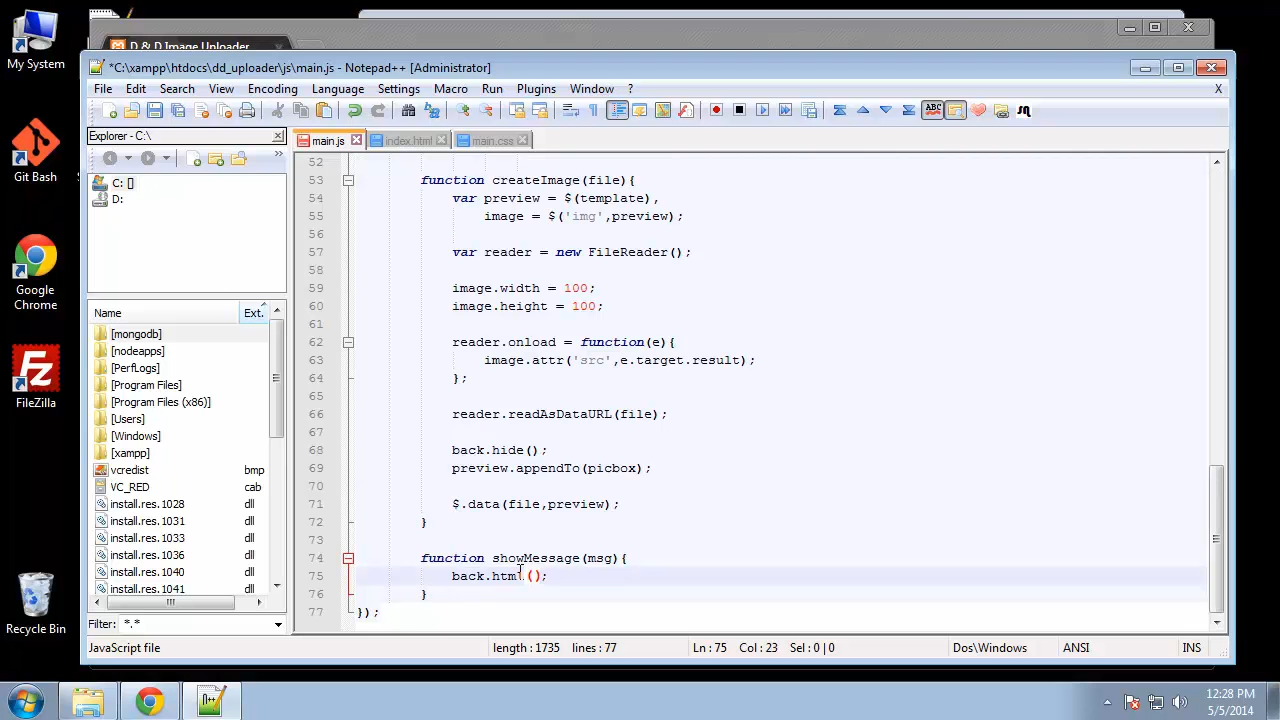 My System
Git Bash
Google
Chrome
FileZilla
Recycle Bin
D & D Image Uploader
*C:\xampp\htdocs\dd_uploader\js\main.js - Notepad++ [Administrator]
File Edit Search View Encoding Language Settings Macro Run Plugins Window ? X
Explorer - C:\
main.js index.html main.css
C: []
D:
Name Ext.
[mongodb]
[nodeapps]
[PerfLogs]
[Program Files]
[Program Files (x86)]
[Users]
[Windows]
[xampp]
vcredist bmp
VC_RED cab
install.res.1028 dll
install.res.1031 dll
install.res.1033 dll
install.res.1036 dll
install.res.1040 dll
install.res.1041 dll
Filter: *.*
52
53 function createImage(file){
54 var preview = $(template),
55 image = $('img',preview);
56
57 var reader = new FileReader();
58
59 image.width = 100;
60 image.height = 100;
61
62 reader.onload = function(e){
63 image.attr('src',e.target.result);
64 };
65
66 reader.readAsDataURL(file);
67
68 back.hide();
69 preview.appendTo(picbox);
70
71 $.data(file,preview);
72 }
73
74 function showMessage(msg){
75 back.html();
76 }
77 });
JavaScript file length : 1735 lines : 77 Ln : 75 Col : 23 Sel : 0 | 0 Dos\Windows ANSI INS
12:28 PM
5/5/2014